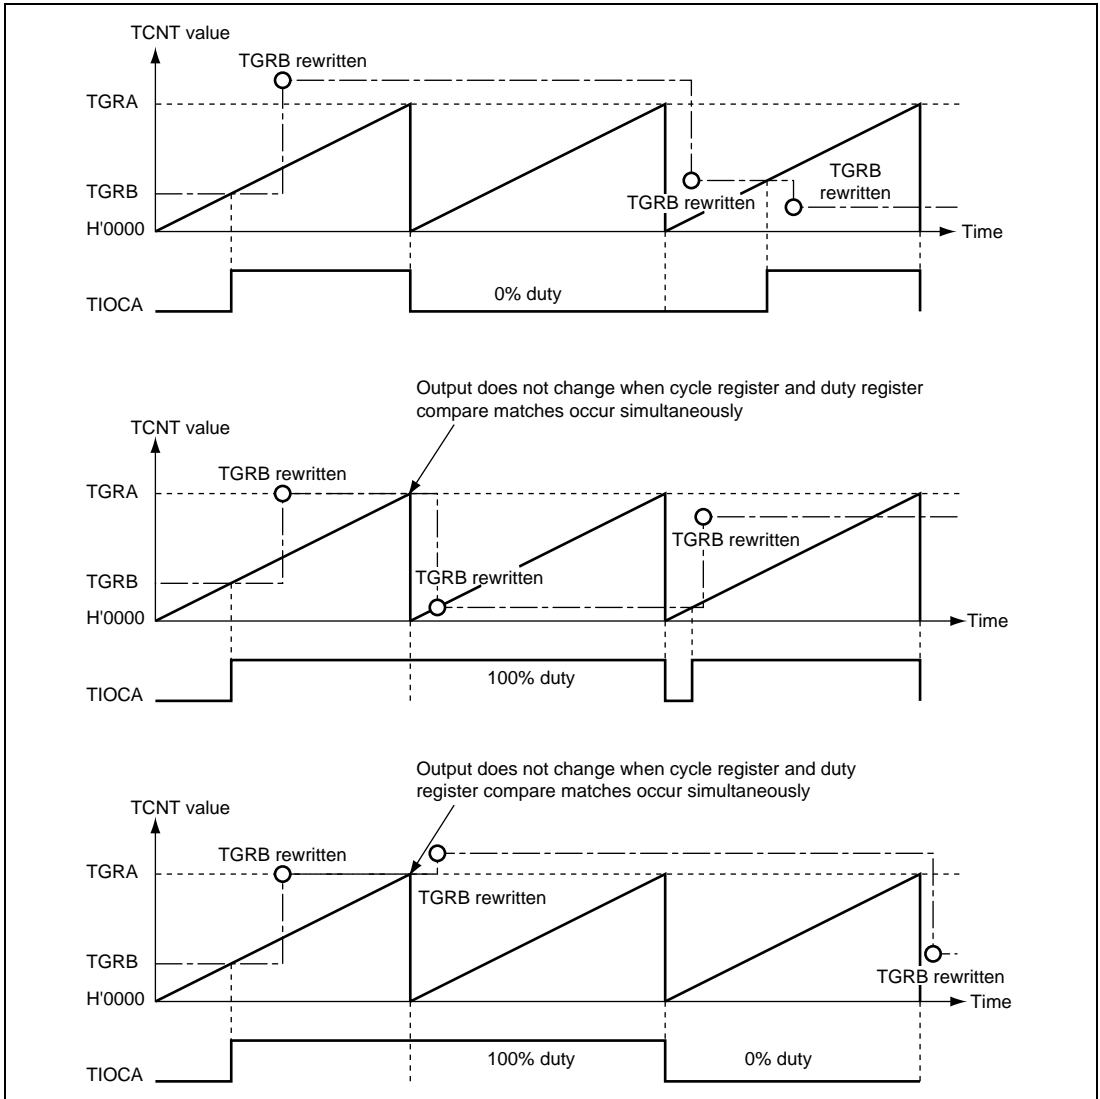 TCNT value
TGRB rewritten
TGRA
TGRB
TGRB rewritten
TGRB
rewritten
H'0000
Time
0% duty
TIOCA
Output does not change when cycle register and duty register
compare matches occur simultaneously
TCNT value
TGRB rewritten
TGRA
TGRB rewritten
TGRB
TGRB rewritten
H'0000
Time
100% duty
TIOCA
Output does not change when cycle register and duty
register compare matches occur simultaneously
TCNT value
TGRB rewritten
TGRA
TGRB rewritten
TGRB
TGRB rewritten
H'0000
Time
100% duty
0% duty
TIOCA